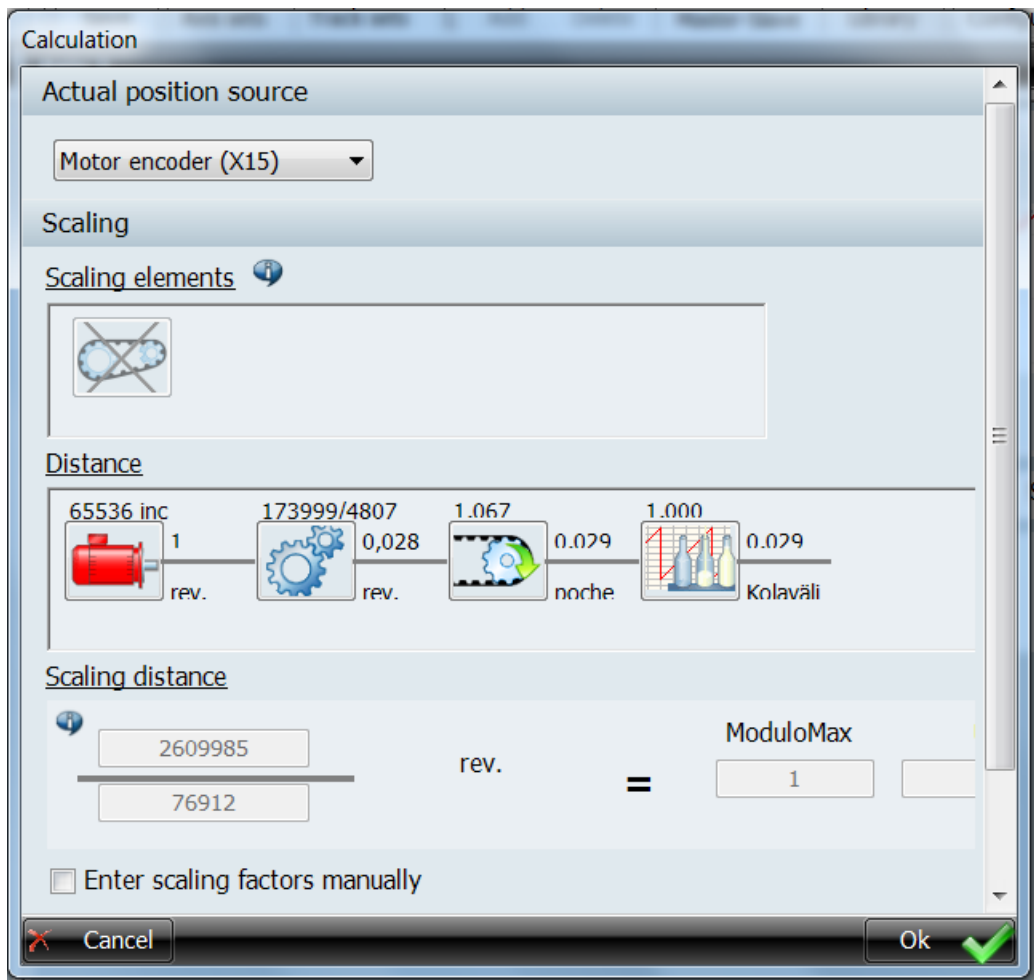 Calculation
Actual position source
Motor encoder (X15)
Scaling
Scaling elements
Distance
65536 inc 173999/4807 1.067 1.000
1 0,028 0.029 0.029
rev. rev. poche Kolaväli
Scaling distance
ModuloMax
2609985 rev. = 1
76912
Enter scaling factors manually
Cancel Ok